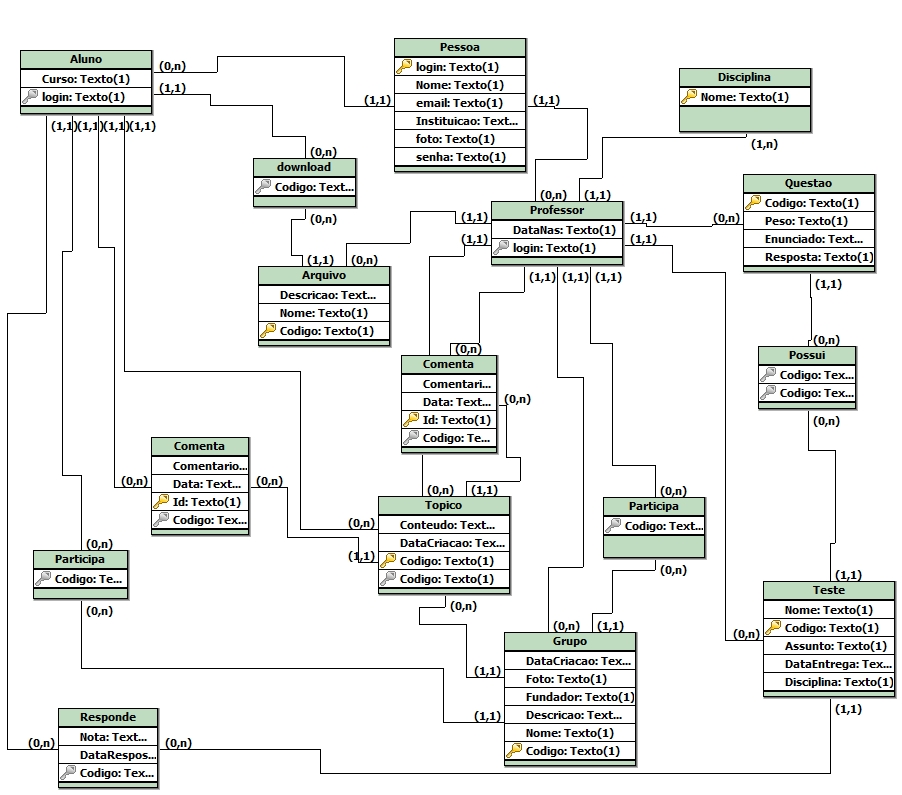 Pessoa
login: Texto(1)
Nome: Texto(1)
email: Texto(1)
Instituicao: Text...
foto: Texto(1)
senha: Texto(1)
Aluno
Curso: Texto(1)
login: Texto(1)
(0,n)
(1,1)
(1,1)
(1,1)
(1,1)(1,1)(1,1)(1,1)
Disciplina
Nome: Texto(1)
(1,n)
(0,n)
download
Codigo: Text...
(0,n)
(0,n)
(1,1)
Professor
DataNas: Texto(1)
login: Texto(1)
(1,1)
(1,1)
(1,1)
(1,1)
(1,1)
(1,1)
(1,1)
Questao
Codigo: Texto(1)
Peso: Texto(1)
Enunciado: Text...
Resposta: Texto(1)
(0,n)
(1,1)
(1,1)
(0,n)
Arquivo
Descricao: Text...
Nome: Texto(1)
Codigo: Texto(1)
(0,n)
Possui
Codigo: Tex...
Codigo: Tex...
(0,n)
(0,n)
Comenta
Comentari...
Data: Text...
Id: Texto(1)
Codigo: Te...
(0,n)
Comenta
Comentario...
Data: Text...
Id: Texto(1)
Codigo: Tex...
(0,n)
(0,n)
(0,n)
(1,1)
Topico
Conteudo: Text...
DataCriacao: Tex...
Codigo: Texto(1)
Codigo: Texto(1)
(0,n)
(1,1)
(0,n)
(0,n)
Participa
Codigo: Text...
(0,n)
(0,n)
Participa
Codigo: Te...
(0,n)
(1,1)
Teste
Nome: Texto(1)
Codigo: Texto(1)
Assunto: Texto(1)
DataEntrega: Tex...
Disciplina: Texto(1)
(0,n)
(1,1)
(0,n)
(1,1)
Grupo
DataCriacao: Tex...
Foto: Texto(1)
Fundador: Texto(1)
Descricao: Text...
Nome: Texto(1)
Codigo: Texto(1)
(1,1)
(1,1)
Responde
Nota: Text...
DataRespos...
Codigo: Tex...
(0,n)
(0,n)